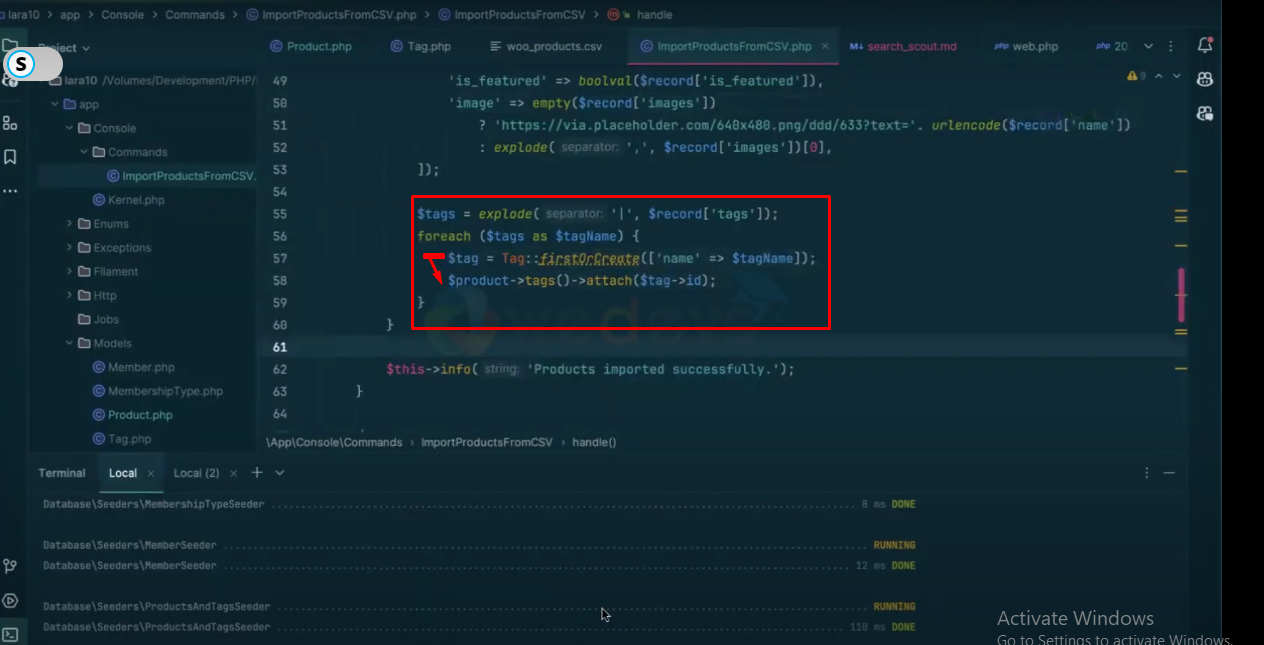 lara10 > app > Console > Commands > ImportProductsFromCSV.php > ImportProductsFromCSV > handle
Project
Product.php
Tag.php
woo_products.csv
ImportProductsFromCSV.php ×
M↓ search_scout.md
php web.php
php 20
S
lara10 /Volumes/Development/PHP/
app
Console
Commands
ImportProductsFromCSV.
Kernel.php
Enums
Exceptions
Filament
Http
Jobs
Models
Member.php
MembershipType.php
Product.php
Tag.php
9
49 'is_featured' => boolval($record['is_featured']),
50 'image' => empty($record['images'])
51 ? 'https://via.placeholder.com/640x480.png/ddd/633?text='. urlencode($record['name'])
52 : explode( separator: ',', $record['images'])[0],
53 ]);
54
55 $tags = explode( separator: '|', $record['tags']);
56 foreach ($tags as $tagName) {
57 $tag = Tag::firstOrCreate(['name' => $tagName]);
58 $product->tags()->attach($tag->id);
59 }
60 }
61
62 $this->info( string: 'Products imported successfully.');
63 }
64
\App\Console\Commands > ImportProductsFromCSV > handle()
Terminal Local × Local (2) × +
Database\Seeders\MembershipTypeSeeder 8 ms DONE
Database\Seeders\MemberSeeder RUNNING
Database\Seeders\MemberSeeder 12 ms DONE
Database\Seeders\ProductsAndTagsSeeder RUNNING
Database\Seeders\ProductsAndTagsSeeder 110 ms DONE
Activate Windows
Go to Settings to activate Windows.